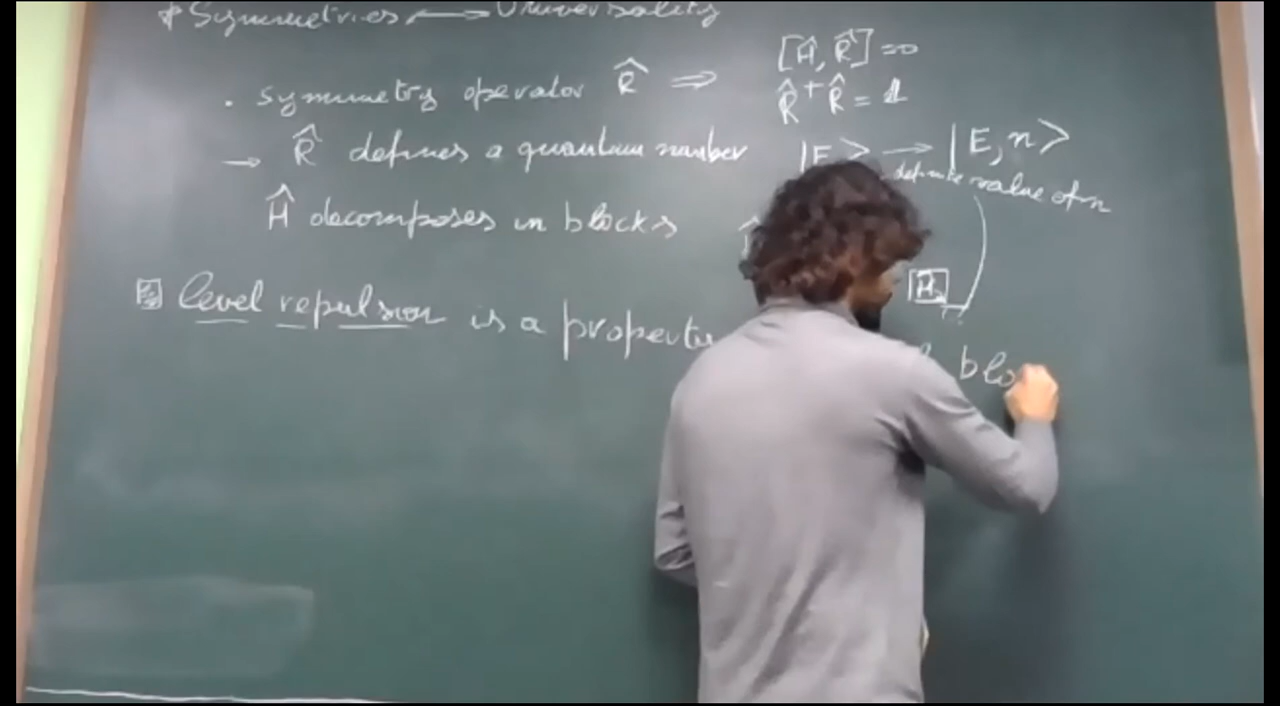 * Symmetries ⟷ Universality
· symmetry operator R̂ ⇒ [Ĥ, R̂] = 0
R̂†R̂ = 1
→ R̂ defines a quantum number |E> → |E, n>
definite value of n
Ĥ decomposes in blocks
level repulsion is a property blo